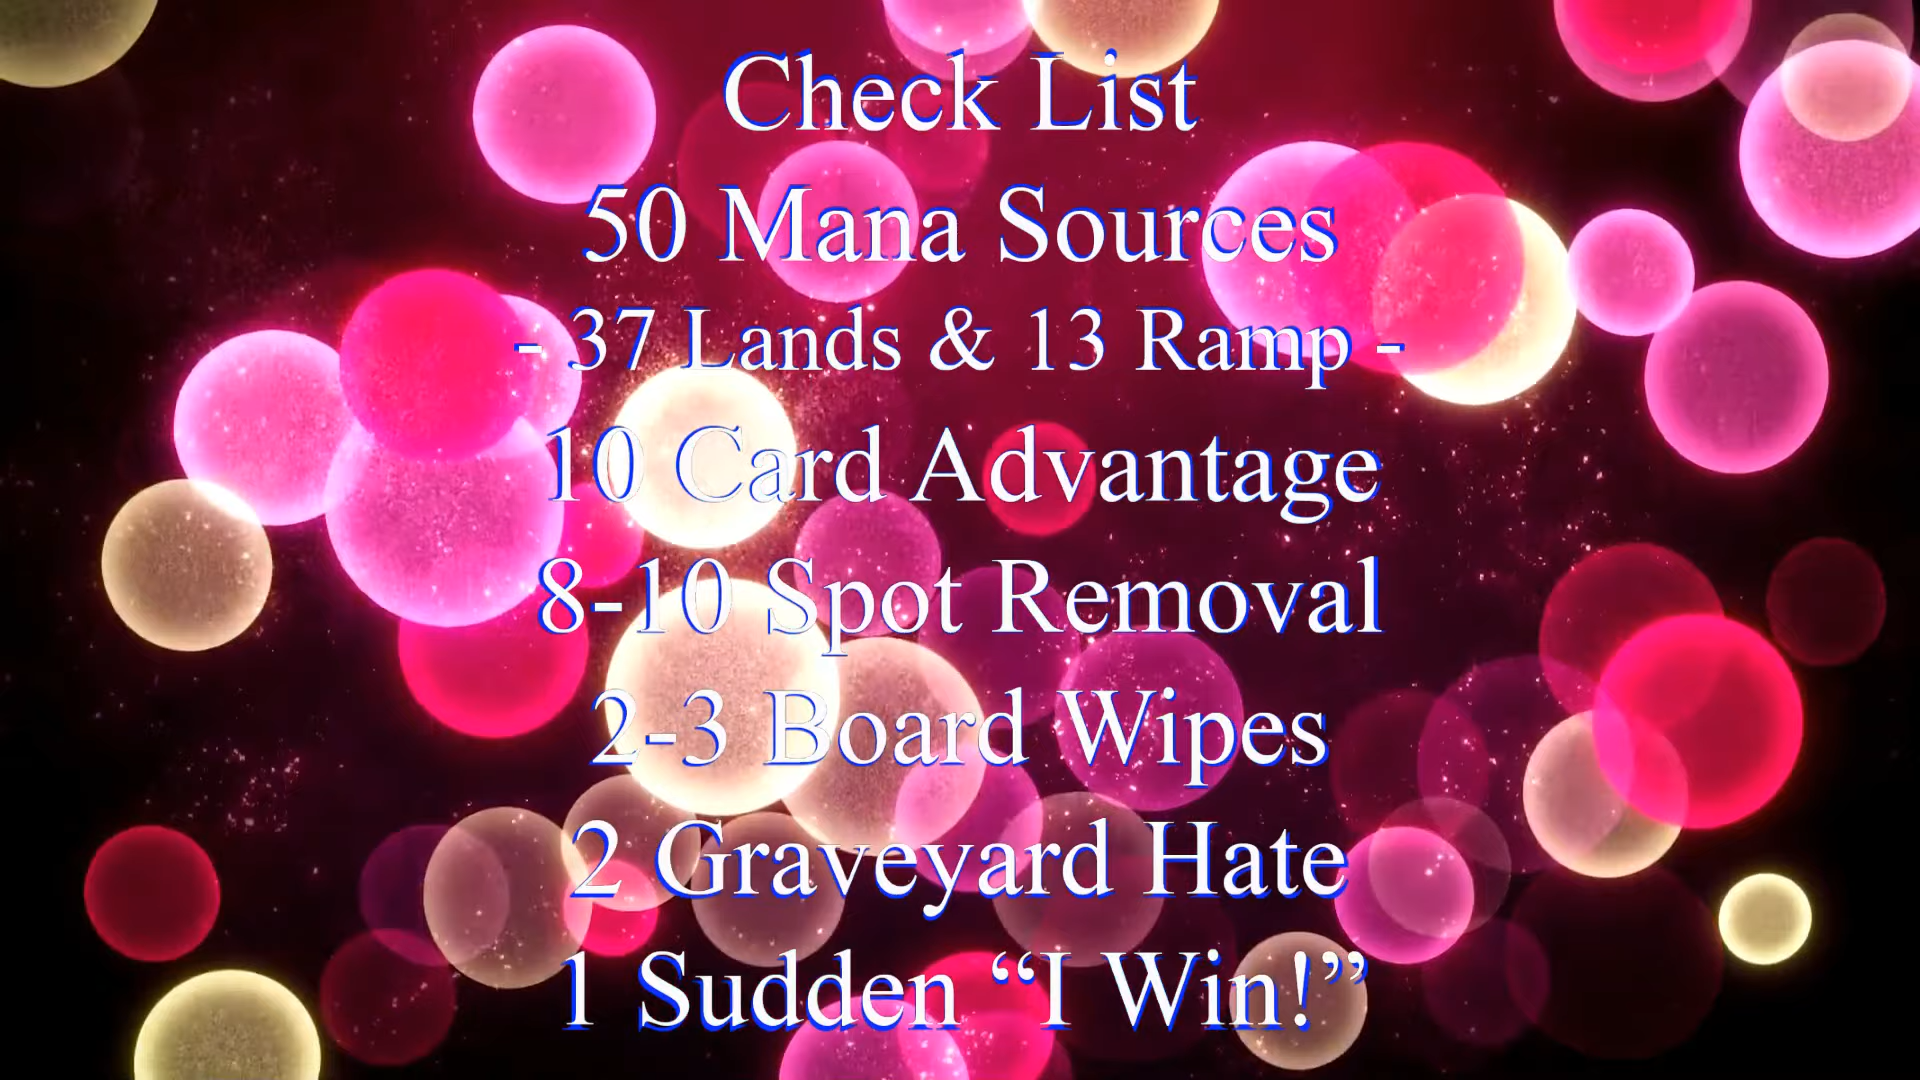 Check List
50 Mana Sources
- 37 Lands & 13 Ramp -
10 Card Advantage
8-10 Spot Removal
2-3 Board Wipes
2 Graveyard Hate
1 Sudden “I Win!”